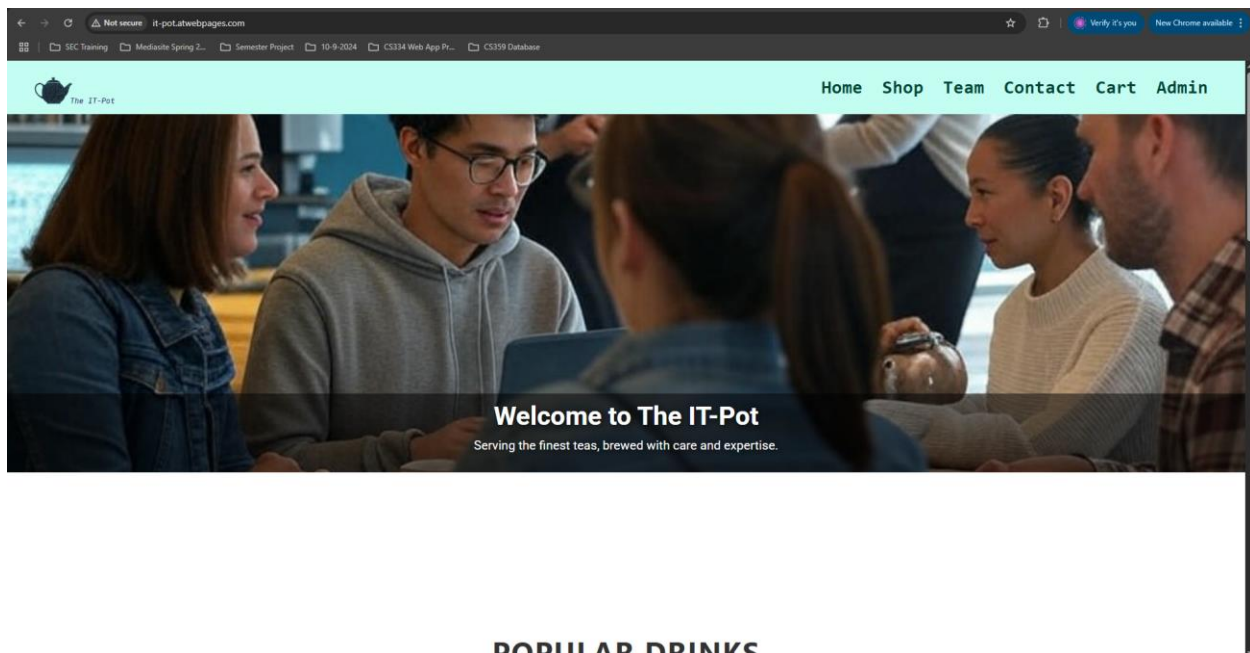 Not secure it-pot.atwebpages.com Verify it's you New Chrome available
SEC Training Mediasite Spring 2... Semester Project 10-9-2024 CS334 Web App Pr... CS359 Database
The IT-Pot Home Shop Team Contact Cart Admin
Welcome to The IT-Pot
Serving the finest teas, brewed with care and expertise.
POPULAR DRINKS